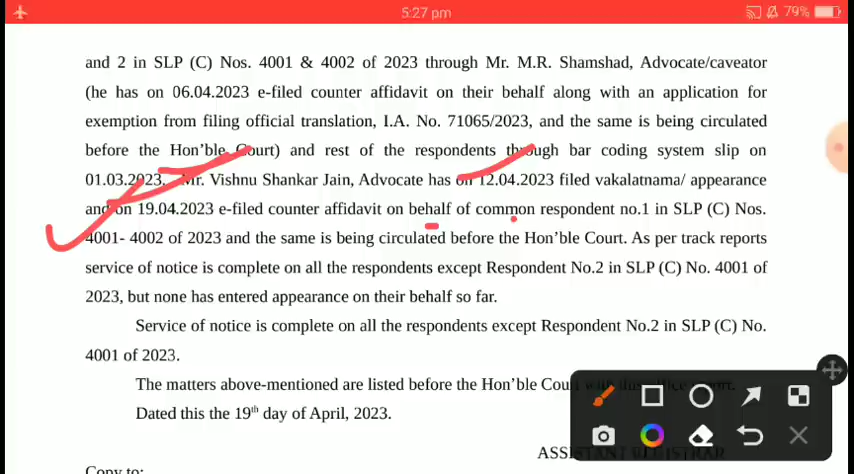 5:27 pm
79%
and 2 in SLP (C) Nos. 4001 & 4002 of 2023 through Mr. M.R. Shamshad, Advocate/caveator
(he has on 06.04.2023 e-filed counter affidavit on their behalf along with an application for
exemption from filing official translation, I.A. No. 71065/2023, and the same is being circulated
before the Hon'ble Court) and rest of the respondents through bar coding system slip on
01.03.2023. Mr. Vishnu Shankar Jain, Advocate has on 12.04.2023 filed vakalatnama/ appearance
and on 19.04.2023 e-filed counter affidavit on behalf of common respondent no.1 in SLP (C) Nos.
4001- 4002 of 2023 and the same is being circulated before the Hon'ble Court. As per track reports
service of notice is complete on all the respondents except Respondent No.2 in SLP (C) No. 4001 of
2023, but none has entered appearance on their behalf so far.
Service of notice is complete on all the respondents except Respondent No.2 in SLP (C) No.
4001 of 2023.
The matters above-mentioned are listed before the Hon'ble Court with this office report.
Dated this the 19th day of April, 2023.
ASSISTANT REGISTRAR
Copy to: